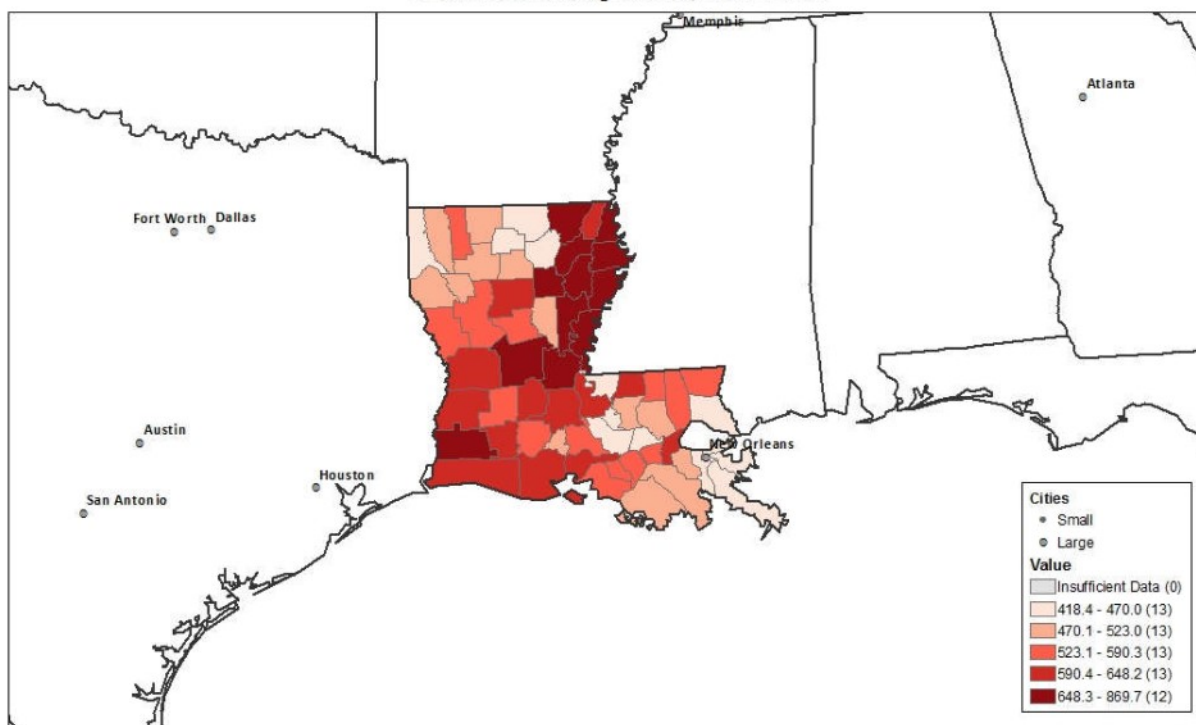 Memphis
Atlanta
Fort Worth Dallas
Austin
New Orleans
Houston
San Antonio
Cities
Small
Large
Value
Insufficient Data (0)
418.4 - 470.0 (13)
470.1 - 523.0 (13)
523.1 - 590.3 (13)
590.4 - 648.2 (13)
648.3 - 869.7 (12)